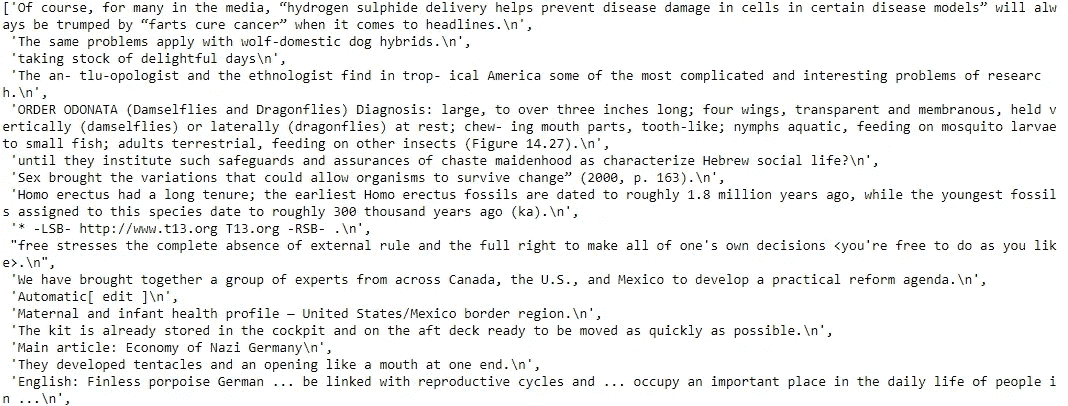 ['Of course, for many in the media, “hydrogen sulphide delivery helps prevent disease damage in cells in certain disease models” will alw
ays be trumped by “farts cure cancer” when it comes to headlines.\n',
'The same problems apply with wolf-domestic dog hybrids.\n',
'taking stock of delightful days\n',
'The an- tlu-opologist and the ethnologist find in trop- ical America some of the most complicated and interesting problems of researc
h.\n',
'ORDER ODONATA (Damselflies and Dragonflies) Diagnosis: large, to over three inches long; four wings, transparent and membranous, held v
ertically (damselflies) or laterally (dragonflies) at rest; chew- ing mouth parts, tooth-like; nymphs aquatic, feeding on mosquito larvae
to small fish; adults terrestrial, feeding on other insects (Figure 14.27).\n',
'until they institute such safeguards and assurances of chaste maidenhood as characterize Hebrew social life?\n',
'Sex brought the variations that could allow organisms to survive change” (2000, p. 163).\n',
'Homo erectus had a long tenure; the earliest Homo erectus fossils are dated to roughly 1.8 million years ago, while the youngest fossil
s assigned to this species date to roughly 300 thousand years ago (ka).\n',
'* -LSB- http://www.t13.org T13.org -RSB- .\n',
"free stresses the complete absence of external rule and the full right to make all of one's own decisions <you're free to do as you lik
e>.\n",
'We have brought together a group of experts from across Canada, the U.S., and Mexico to develop a practical reform agenda.\n',
'Automatic[ edit ]\n',
'Maternal and infant health profile – United States/Mexico border region.\n',
'The kit is already stored in the cockpit and on the aft deck ready to be moved as quickly as possible.\n',
'Main article: Economy of Nazi Germany\n',
'They developed tentacles and an opening like a mouth at one end.\n',
'English: Finless porpoise German ... be linked with reproductive cycles and ... occupy an important place in the daily life of people i
n ...\n',